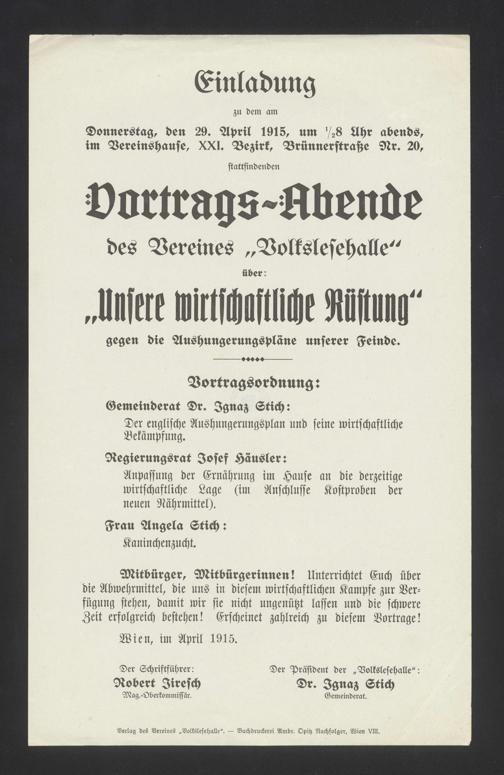 Einladung
zu dem am
Donnerstag, den 29. April 1915, um 1/28 Uhr abends,
im Vereinshause, XXI. Bezirk, Brünnerstraße Nr. 20,
stattfindenden
Vortrags-Abende
des Vereines „Volkslesehalle“
über:
„Unsere wirtschaftliche Rüstung“
gegen die Aushungerungspläne unserer Feinde.
Vortragsordnung:
Gemeinderat Dr. Ignaz Stich:
Der englische Aushungerungsplan und seine wirtschaftliche
Bekämpfung.
Regierungsrat Josef Häusler:
Anpassung der Ernährung im Hause an die derzeitige
wirtschaftliche Lage (im Anschlusse Kostproben der
neuen Nährmittel).
Frau Angela Stich:
Kaninchenzucht.
Mitbürger, Mitbürgerinnen! Unterrichtet Euch über
die Abwehrmittel, die uns in diesem wirtschaftlichen Kampfe zur Ver-
fügung stehen, damit wir sie nicht ungenützt lassen und die schwere
Zeit erfolgreich bestehen! Erscheinet zahlreich zu diesem Vortrage!
Wien, im April 1915.
Der Schriftführer:
Robert Jiresch
Mag.-Oberkommissär.
Der Präsident der „Volkslesehalle“:
Dr. Ignaz Stich
Gemeinderat.
Verlag des Vereines „Volkslesehalle“. — Buchdruckerei Ambr. Opitz Nachfolger, Wien VIII.